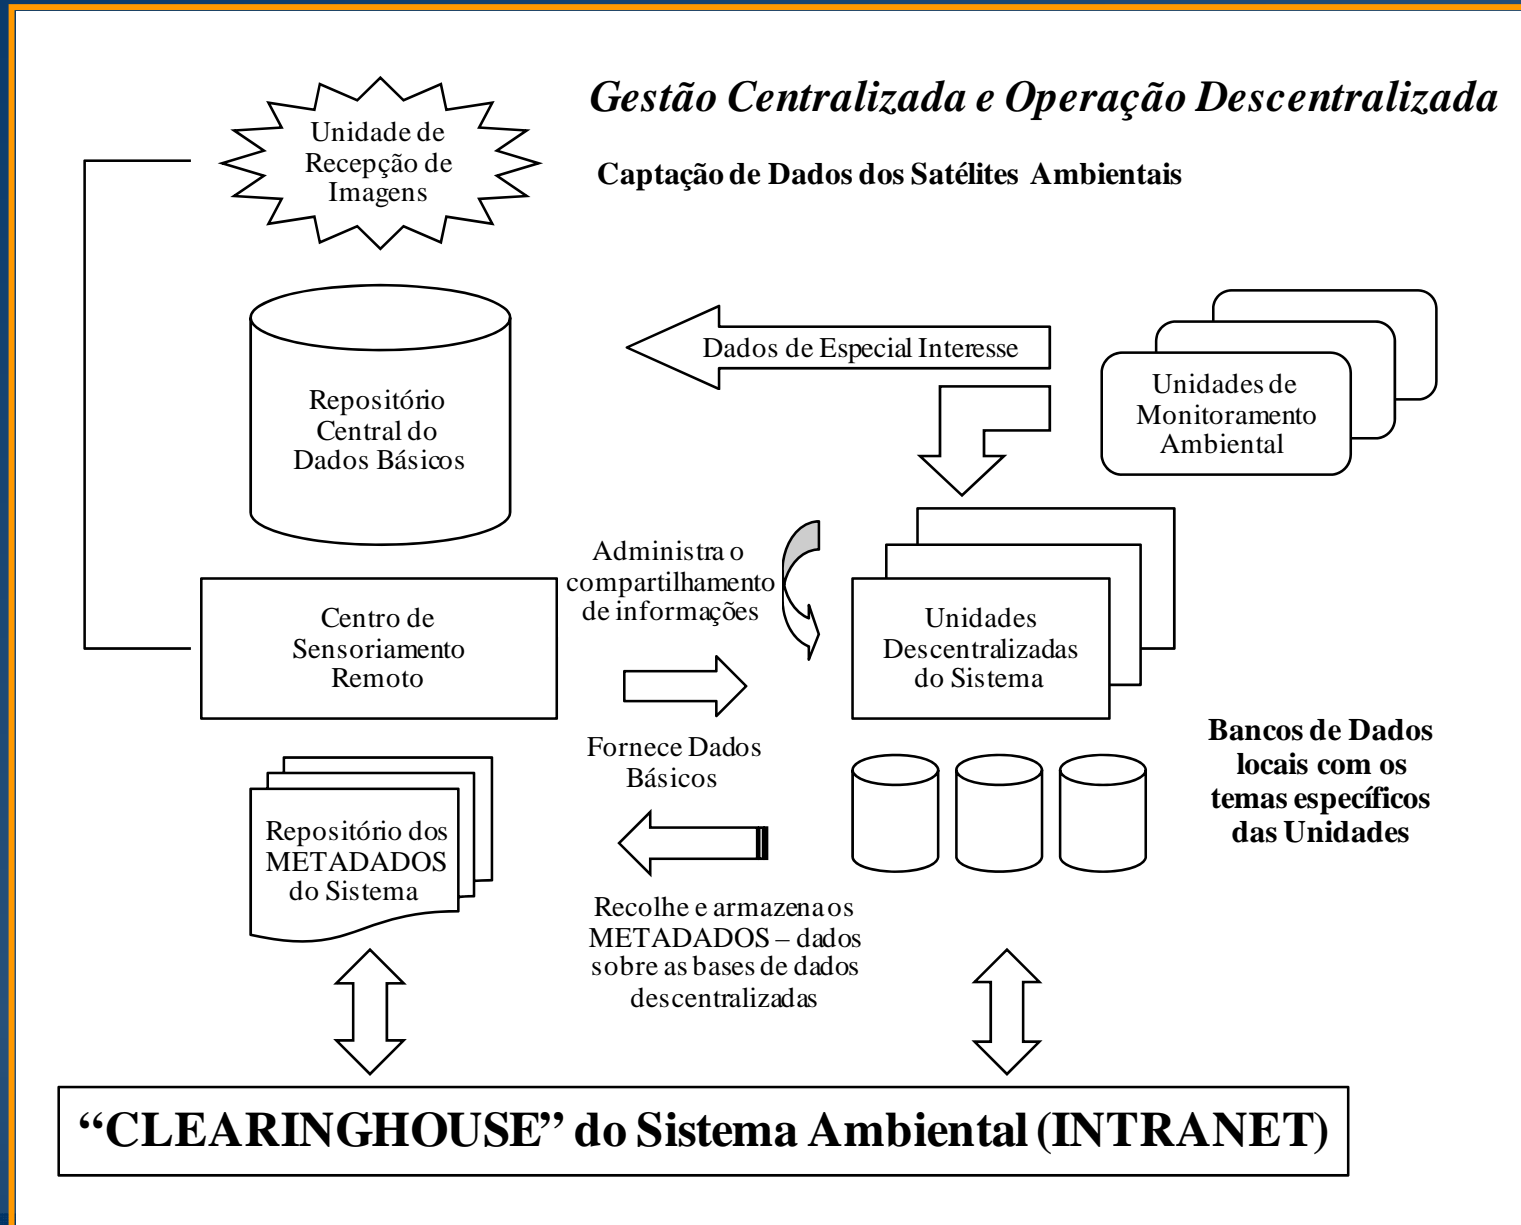 Gestão Centralizada e Operação Descentralizada
Unidade de
Recepção de
Imagens
Captação de Dados dos Satélites Ambientais
Dados de Especial Interesse
Unidades de
Monitoramento
Ambiental
Repositório
Central do
Dados Básicos
Administra o
compartilhamento
de informações
Centro de
Sensoriamento
Remoto
Unidades
Descentralizadas
do Sistema
Fornece Dados
Básicos
Bancos de Dados
locais com os
temas específicos
das Unidades
Repositório dos
METADADOS
do Sistema
Recolhe e armazena os
METADADOS – dados
sobre as bases de dados
descentralizadas
“CLEARINGHOUSE” do Sistema Ambiental (INTRANET)